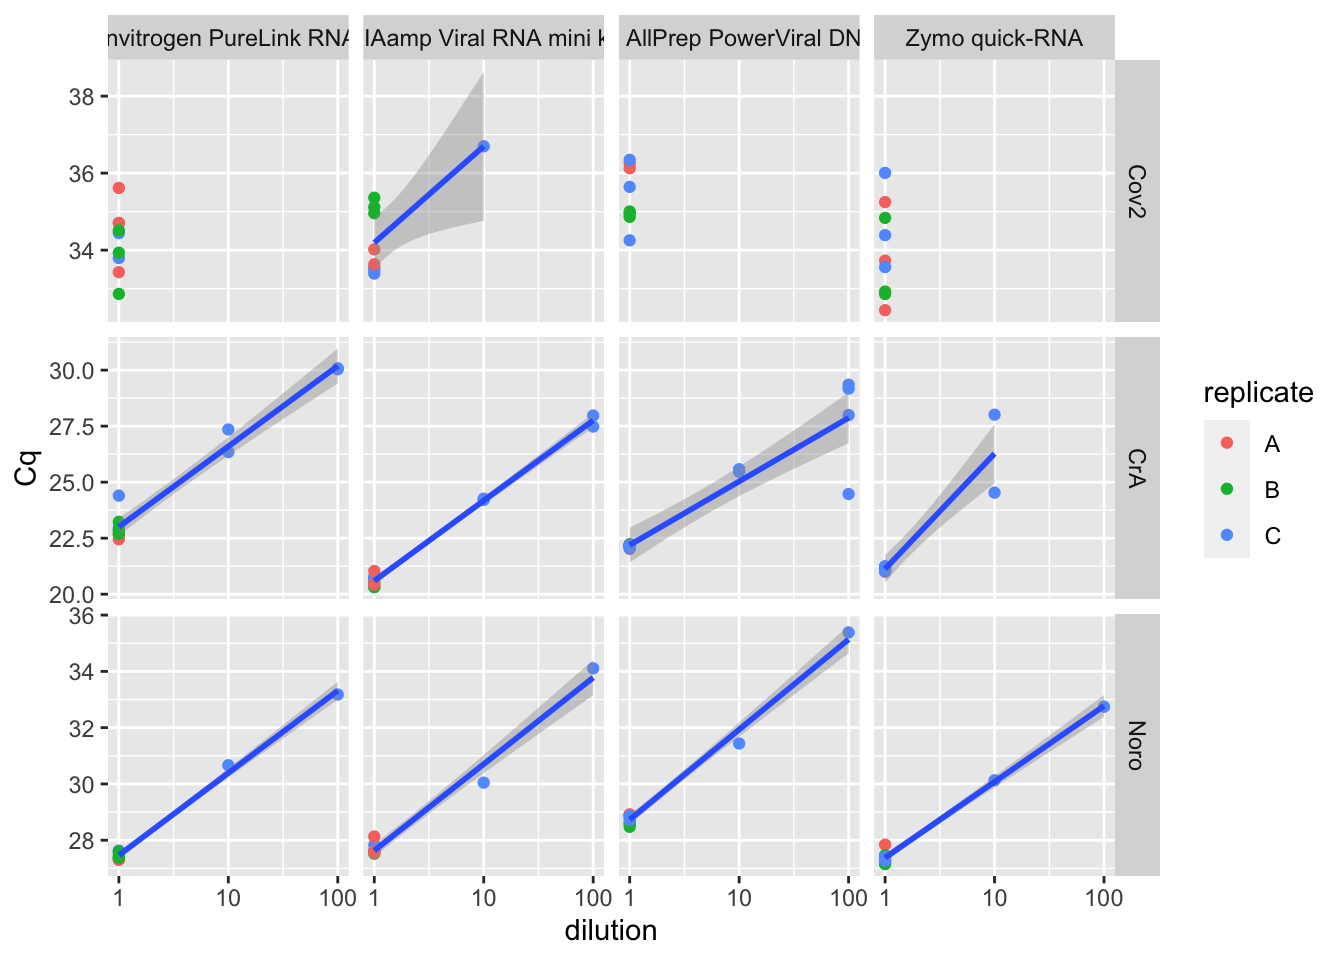 nvitrogen PureLink RNA
IAamp Viral RNA mini k
AllPrep PowerViral DN
Zymo quick-RNA
38
36
34
Cov2
30.0
27.5
25.0
22.5
20.0
CrA
36
34
32
30
28
Noro
Cq
1 10 100
1 10 100
1 10 100
1 10 100
dilution
replicate
A
B
C